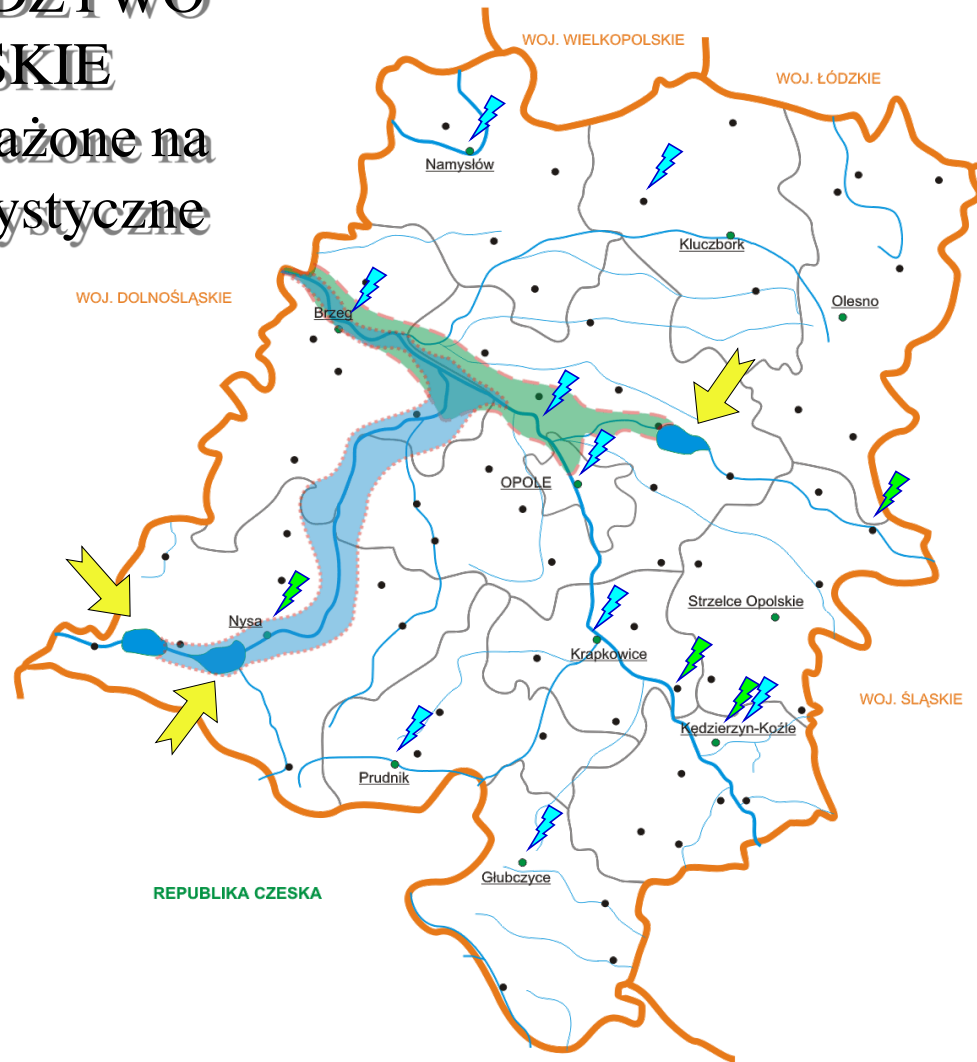 DZTWO
SKIE
ażone na
ystyczne
WOJ. WIELKOPOLSKIE
WOJ. ŁÓDZKIE
Namysłów
Kluczbork
WOJ. DOLNOŚLĄSKIE
Olesno
Brzeg
OPOLE
Strzelce Opolskie
Nysa
Krapkowice
WOJ. ŚLĄSKIE
Kędzierzyn-Koźle
Prudnik
Głubczyce
REPUBLIKA CZESKA